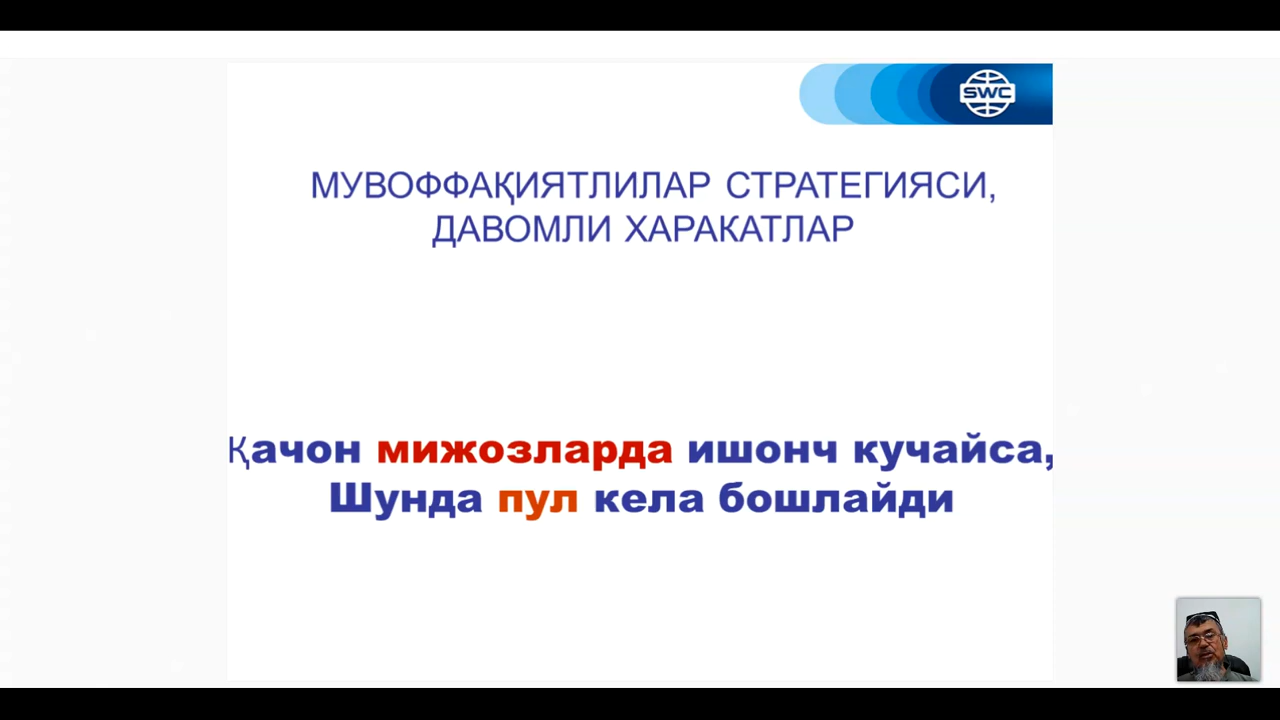 SWC
МУВОФФАҚИЯТЛИЛАР СТРАТЕГИЯСИ,
ДАВОМЛИ ХАРАКАТЛАР
Қачон мижозларда ишонч кучайса,
Шунда пул кела бошлайди